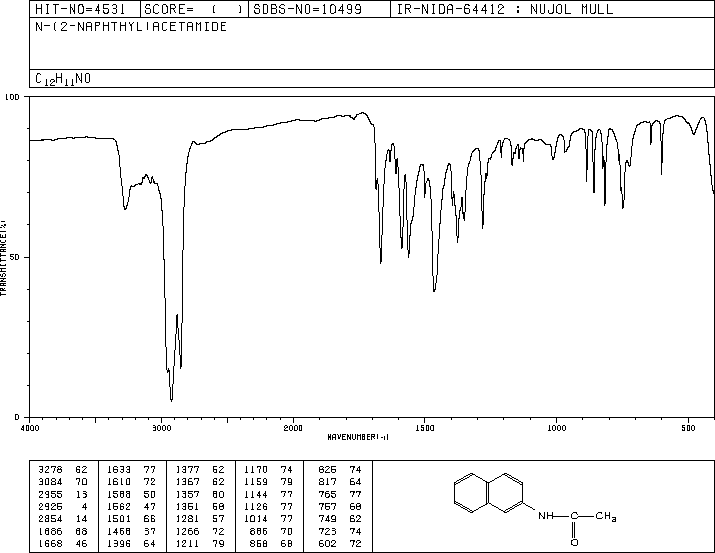 HIT-NO=4531 SCORE= ( ) SDBS-NO=10499 IR-NIDA-64412 : NUJOL MULL
N-(2-NAPHTHYL)ACETAMIDE
C12H11NO
100
50
0
TRANSMITTANCE(%)
4000 3000 2000 1500 1000 500
WAVENUMBER(-1)
3278 62 1633 77 1377 52 1170 74 826 74
3084 70 1610 72 1367 62 1159 79 817 64
2955 13 1588 50 1357 60 1144 77 765 77
2925 4 1562 47 1351 58 1126 77 757 68
2854 14 1501 66 1281 57 1014 77 749 62
1686 68 1468 37 1266 72 886 70 723 74
1668 46 1396 64 1211 79 858 68 602 72
NH C CH3
O